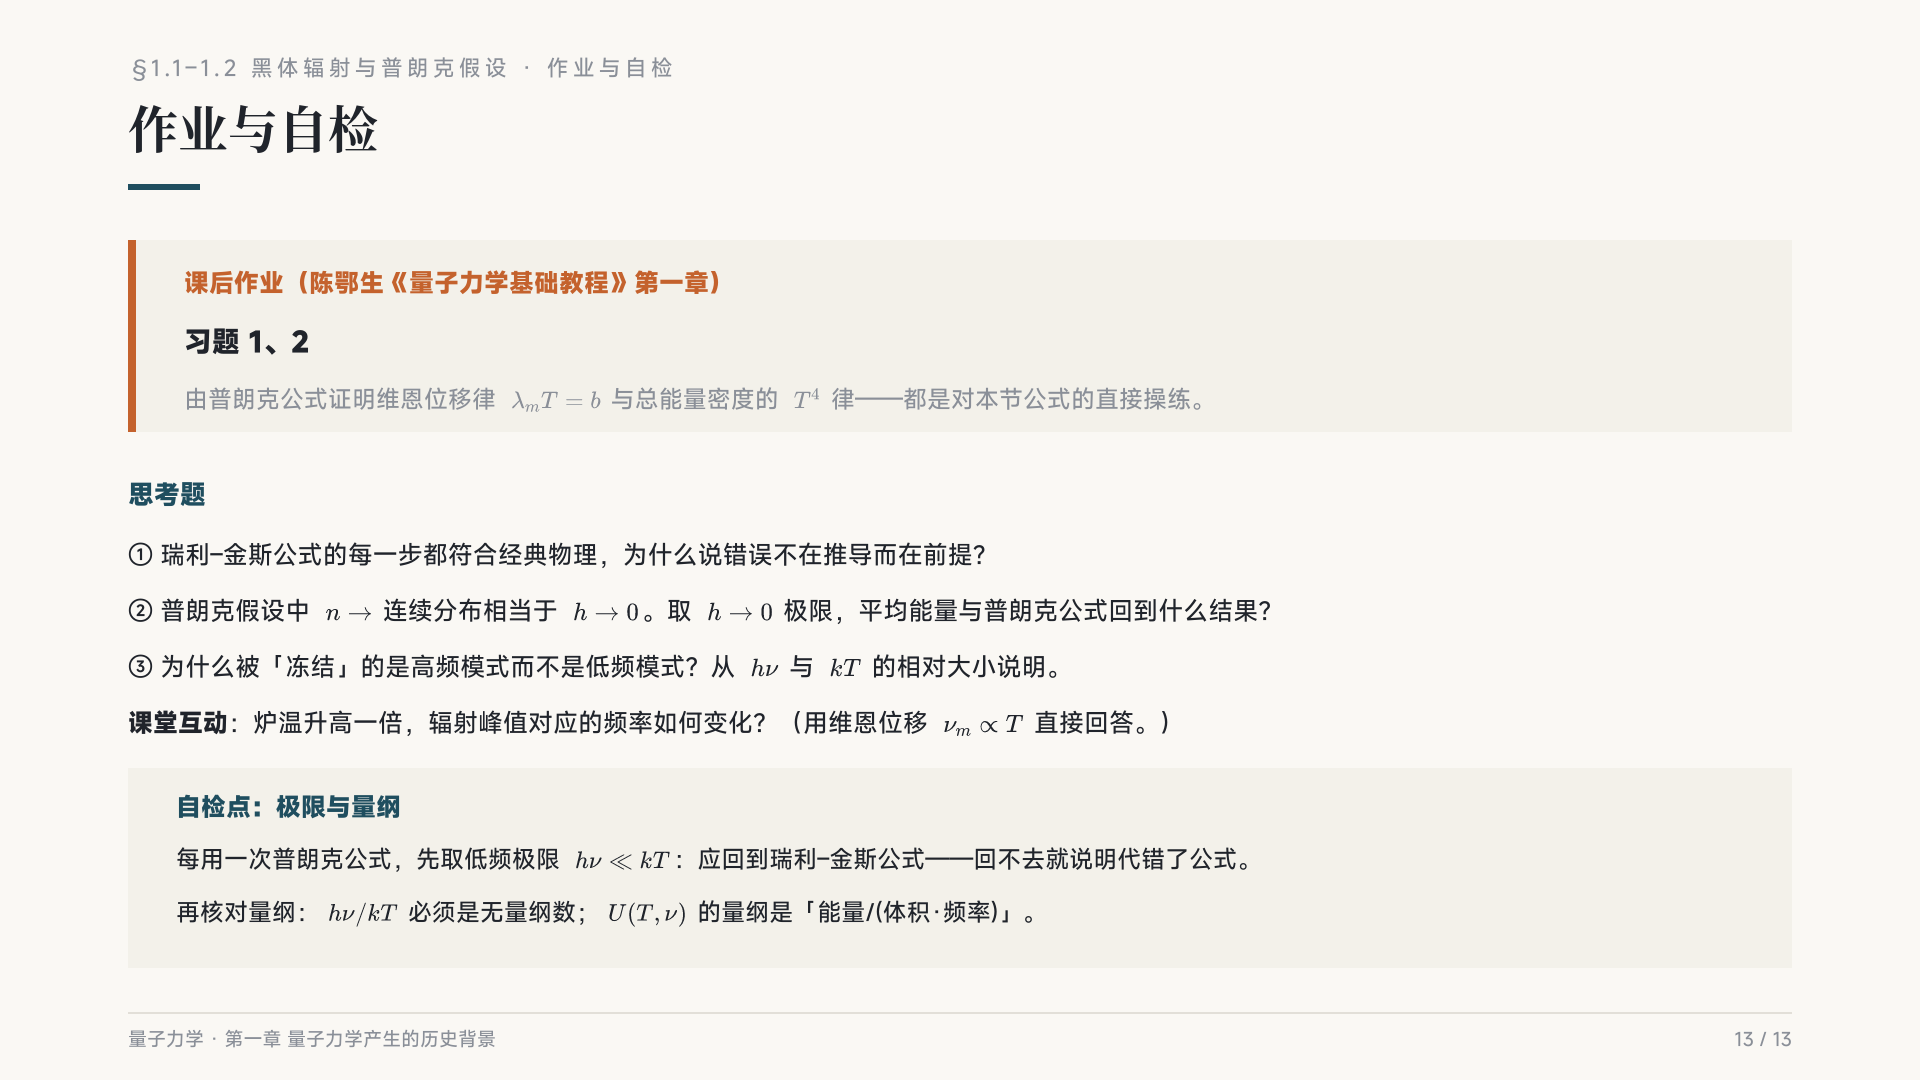 §1.1–1.2 黑体辐射与普朗克假设 · 作业与自检
作业与自检
课后作业（陈鄂生《量子力学基础教程》第一章）
习题 1、2
由普朗克公式证明维恩位移律 λₘT = b 与总能量密度的 T⁴ 律——都是对本节公式的直接操练。
思考题
① 瑞利–金斯公式的每一步都符合经典物理，为什么说错误不在推导而在前提？
② 普朗克假设中 n → 连续分布相当于 h → 0。取 h → 0 极限，平均能量与普朗克公式回到什么结果？
③ 为什么被「冻结」的是高频模式而不是低频模式？从 hν 与 kT 的相对大小说明。
课堂互动：炉温升高一倍，辐射峰值对应的频率如何变化？（用维恩位移 νₘ ∝ T 直接回答。）
自检点：极限与量纲
每用一次普朗克公式，先取低频极限 hν ≪ kT：应回到瑞利–金斯公式——回不去就说明代错了公式。
再核对量纲： hν/kT 必须是无量纲数； U(T, ν) 的量纲是「能量/(体积·频率)」。
量子力学 · 第一章 量子力学产生的历史背景
13 / 13